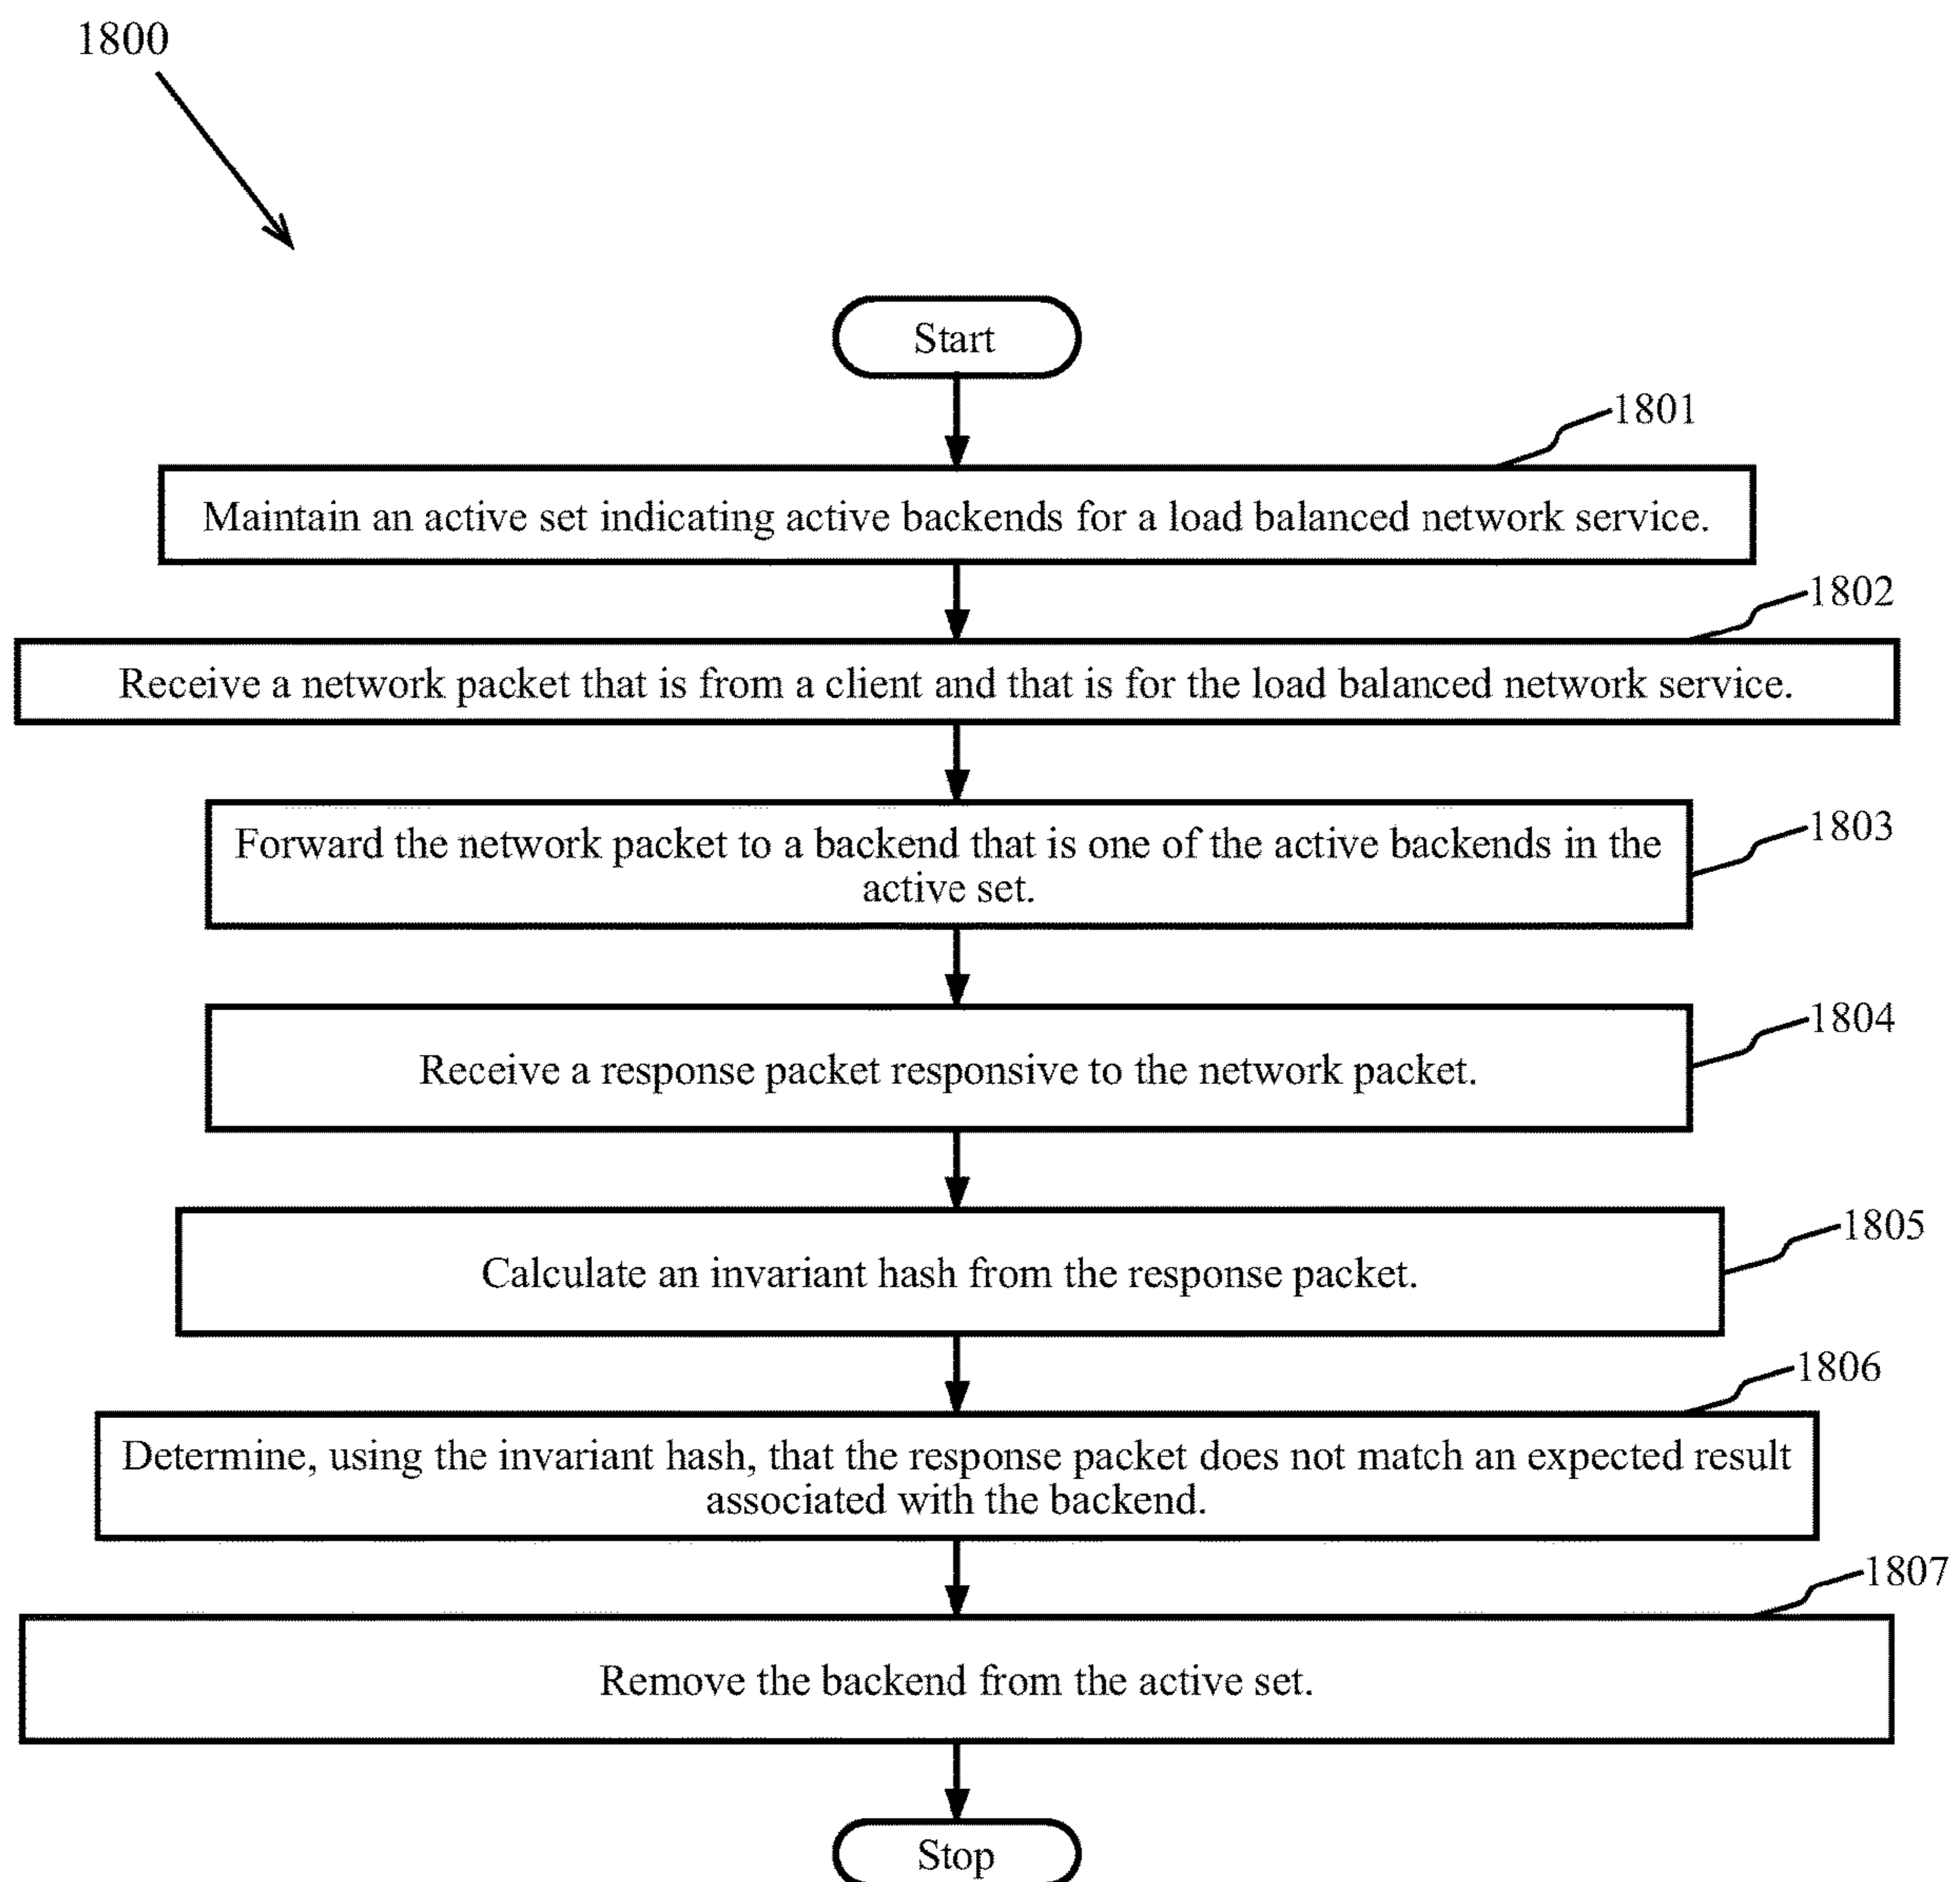 1800
Start
1801
Maintain an active set indicating active backends for a load balanced network service.
1802
Receive a network packet that is from a client and that is for the load balanced network service.
1803
Forward the network packet to a backend that is one of the active backends in the
active set.
1804
Receive a response packet responsive to the network packet.
1805
Calculate an invariant hash from the response packet.
1806
Determine, using the invariant hash, that the response packet does not match an expected result
associated with the backend.
1807
Remove the backend from the active set.
Stop